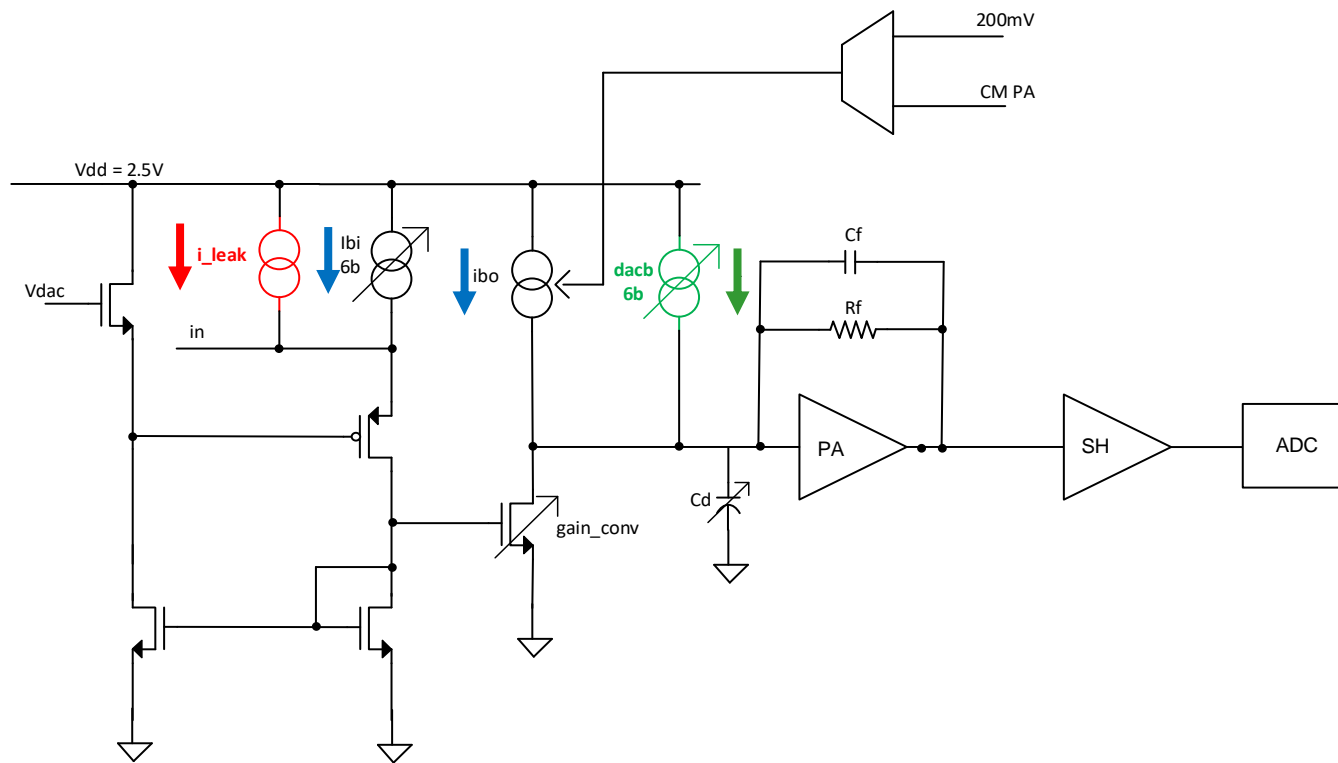 200mV
CM PA
Vdd = 2.5V
i_leak
Ibi
6b
ibo
dacb
6b
Cf
Rf
Vdac
in
PA
SH
ADC
Cd
gain_conv